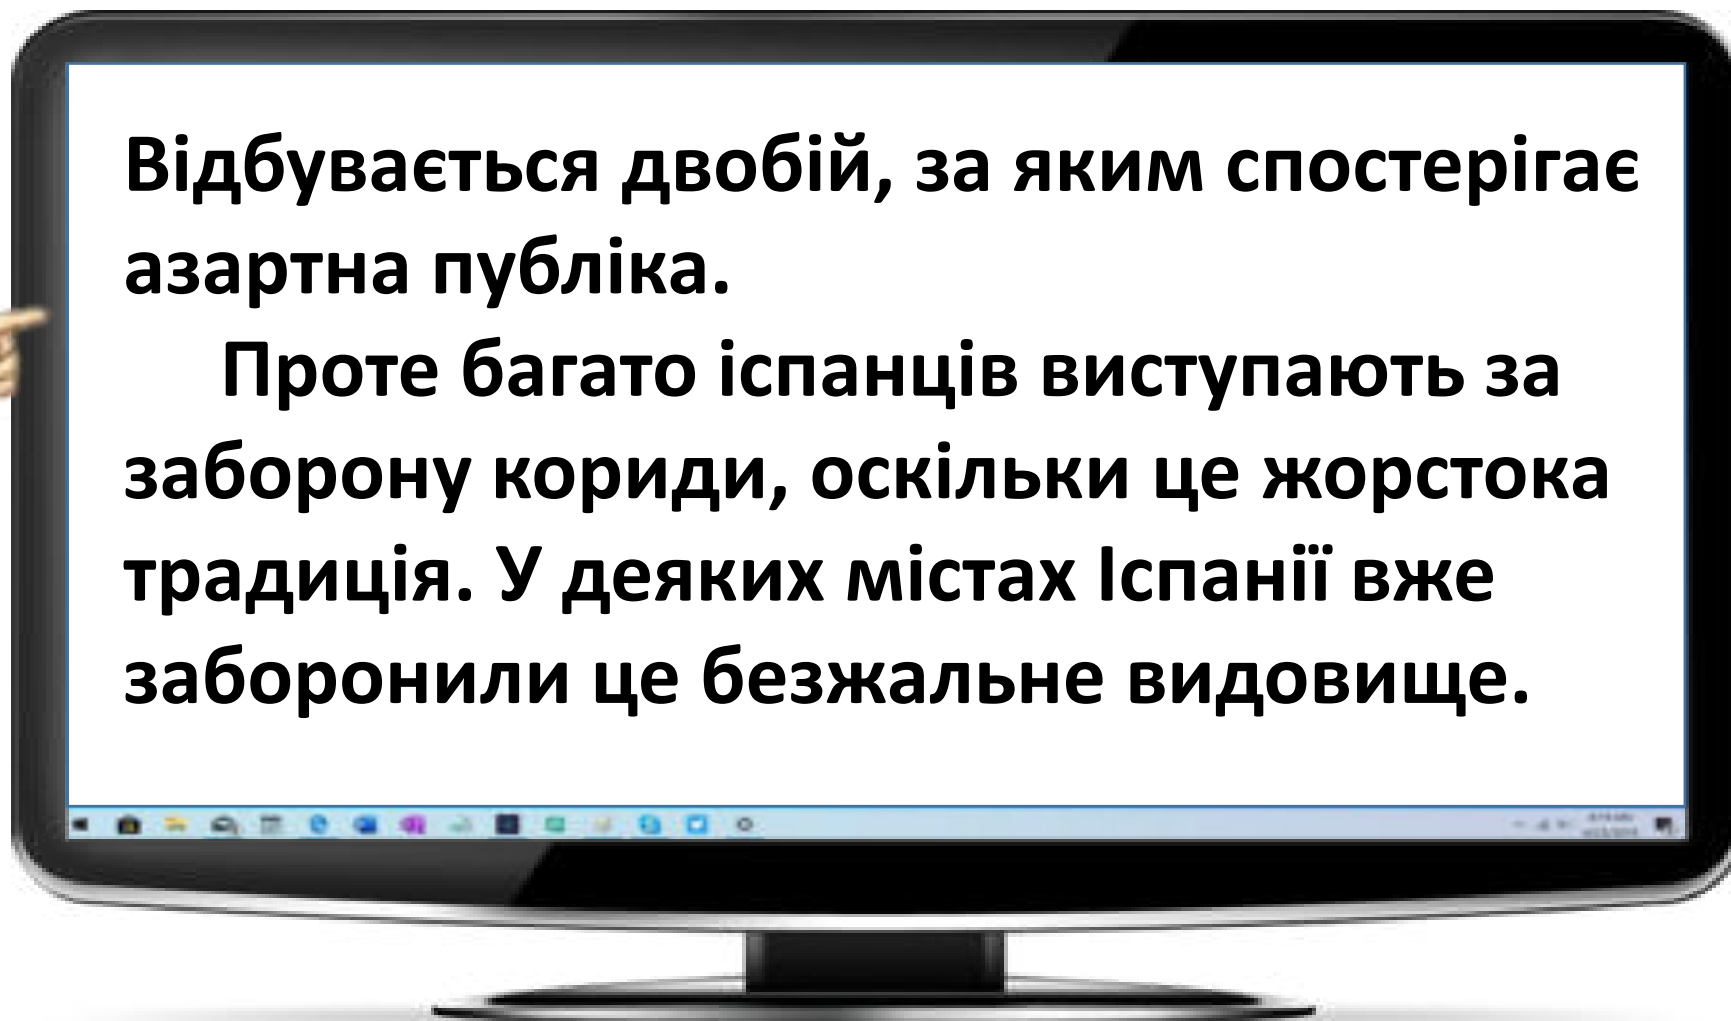 Відбувається двобій, за яким спостерігає
азартна публіка.
Проте багато іспанців виступають за
заборону кориди, оскільки це жорстока
традиція. У деяких містах Іспанії вже
заборонили це безжальне видовище.